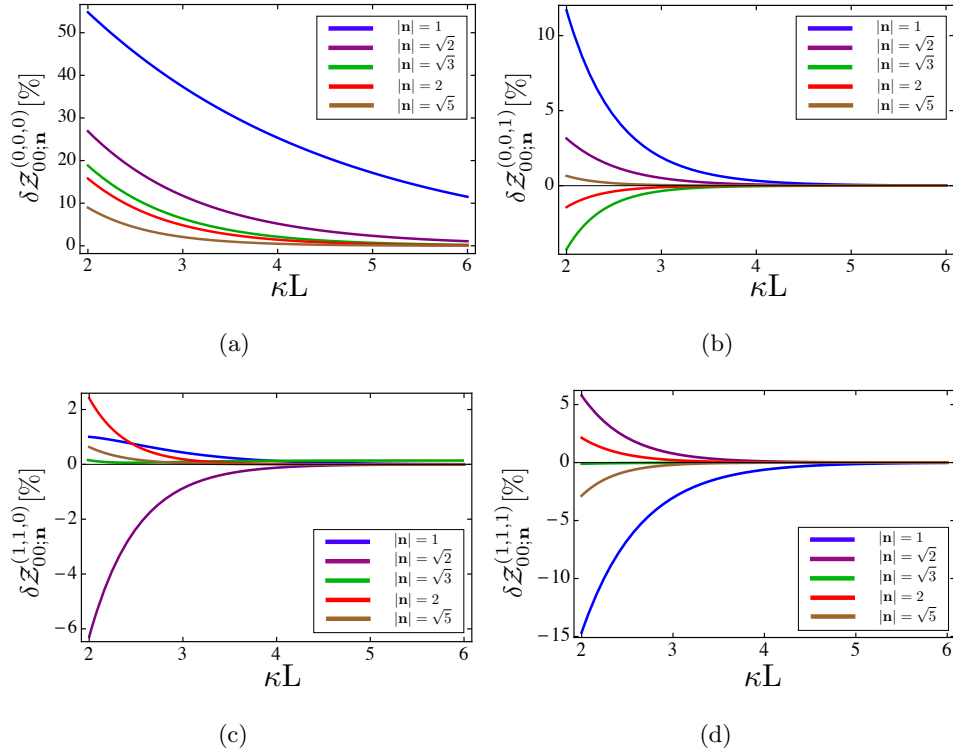 δ𝒵^{(0,0,0)}_{00;𝐧}[%]
50
40
30
20
10
0
|𝐧| = 1
|𝐧| = √2
|𝐧| = √3
|𝐧| = 2
|𝐧| = √5
2 3 4 5 6
κL
(a)
δ𝒵^{(0,0,1)}_{00;𝐧}[%]
10
5
0
|𝐧| = 1
|𝐧| = √2
|𝐧| = √3
|𝐧| = 2
|𝐧| = √5
2 3 4 5 6
κL
(b)
δ𝒵^{(1,1,0)}_{00;𝐧}[%]
2
0
−2
−4
−6
|𝐧| = 1
|𝐧| = √2
|𝐧| = √3
|𝐧| = 2
|𝐧| = √5
2 3 4 5 6
κL
(c)
δ𝒵^{(1,1,1)}_{00;𝐧}[%]
5
0
−5
−10
−15
|𝐧| = 1
|𝐧| = √2
|𝐧| = √3
|𝐧| = 2
|𝐧| = √5
2 3 4 5 6
κL
(d)